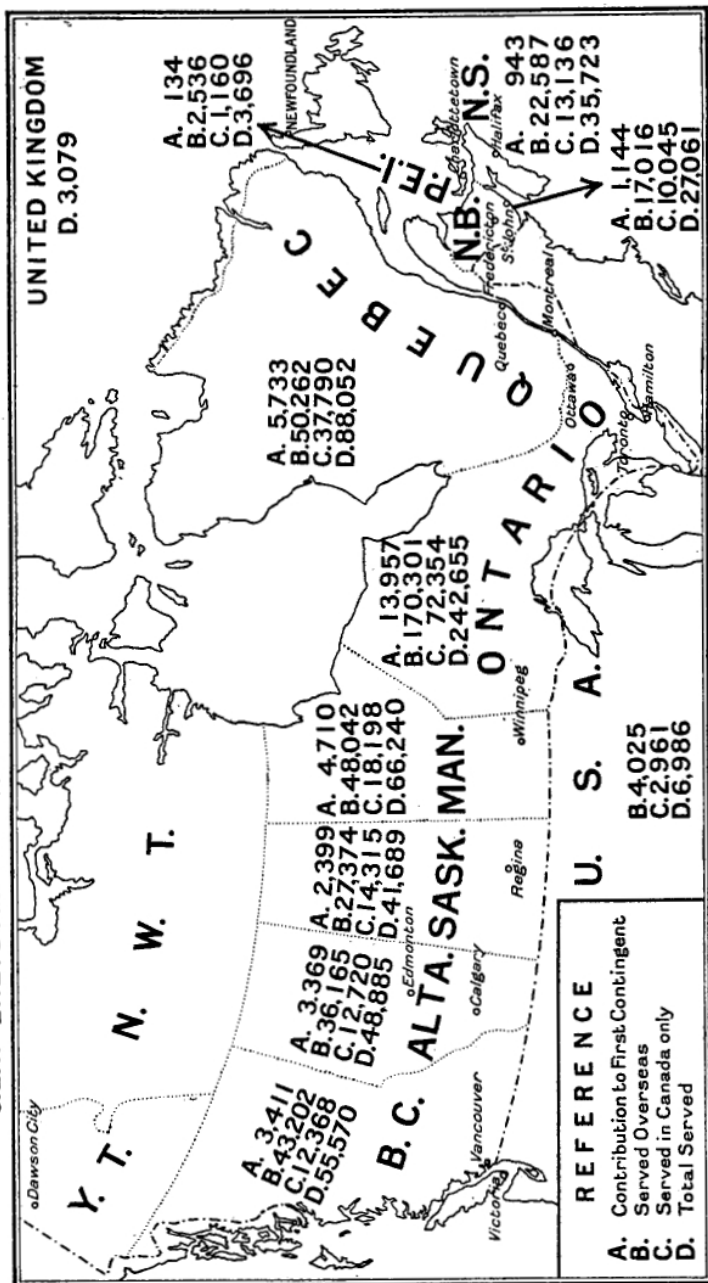 UNITED KINGDOM
D. 3,079
A. 134
B. 2,536
C. 1,160
D. 3,696
NEWFOUNDLAND
P.E.I.
Charlottetown
N.S.
Halifax
A. 943
B. 22,587
C. 13,136
D. 35,723
N.B.
Fredericton
St.John
A. 1,144
B. 17,016
C. 10,045
D. 27,061
QUEBEC
A. 5,733
B. 50,262
C. 37,790
D. 88,052
Quebec
Montreal
Ottawa
Toronto
Hamilton
ONTARIO
A. 13,957
B. 170,301
C. 72,354
D. 242,655
MAN.
A. 4,710
B. 48,042
C. 18,198
D. 66,240
Winnipeg
SASK.
A. 2,399
B. 27,374
C. 14,315
D. 41,689
Regina
ALTA.
A. 3.369
B. 36,165
C. 12,720
D. 48,885
Edmonton
Calgary
B.C.
A. 3,411
B. 43,202
C. 12,368
D. 55,570
Vancouver
Victoria
N. W. T.
Y. T.
Dawson City
U. S. A.
B. 4,025
C. 2,961
D. 6,986
REFERENCE
A. Contribution to First Contingent
B. Served Overseas
C. Served in Canada only
D. Total Served